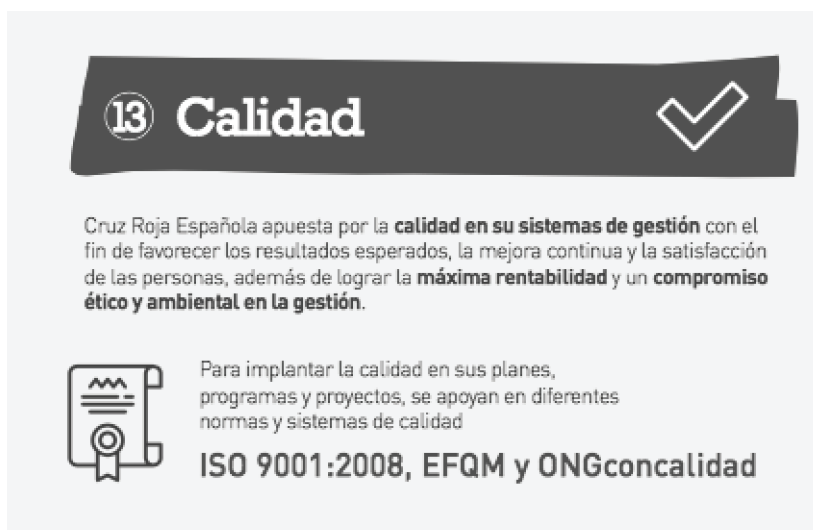 13 Calidad
Cruz Roja Española apuesta por la calidad en su sistemas de gestión con el
fin de favorecer los resultados esperados, la mejora continua y la satisfacción
de las personas, además de lograr la máxima rentabilidad y un compromiso
ético y ambiental en la gestión.
Para implantar la calidad en sus planes,
programas y proyectos, se apoyan en diferentes
normas y sistemas de calidad
ISO 9001:2008, EFQM y ONGconcalidad